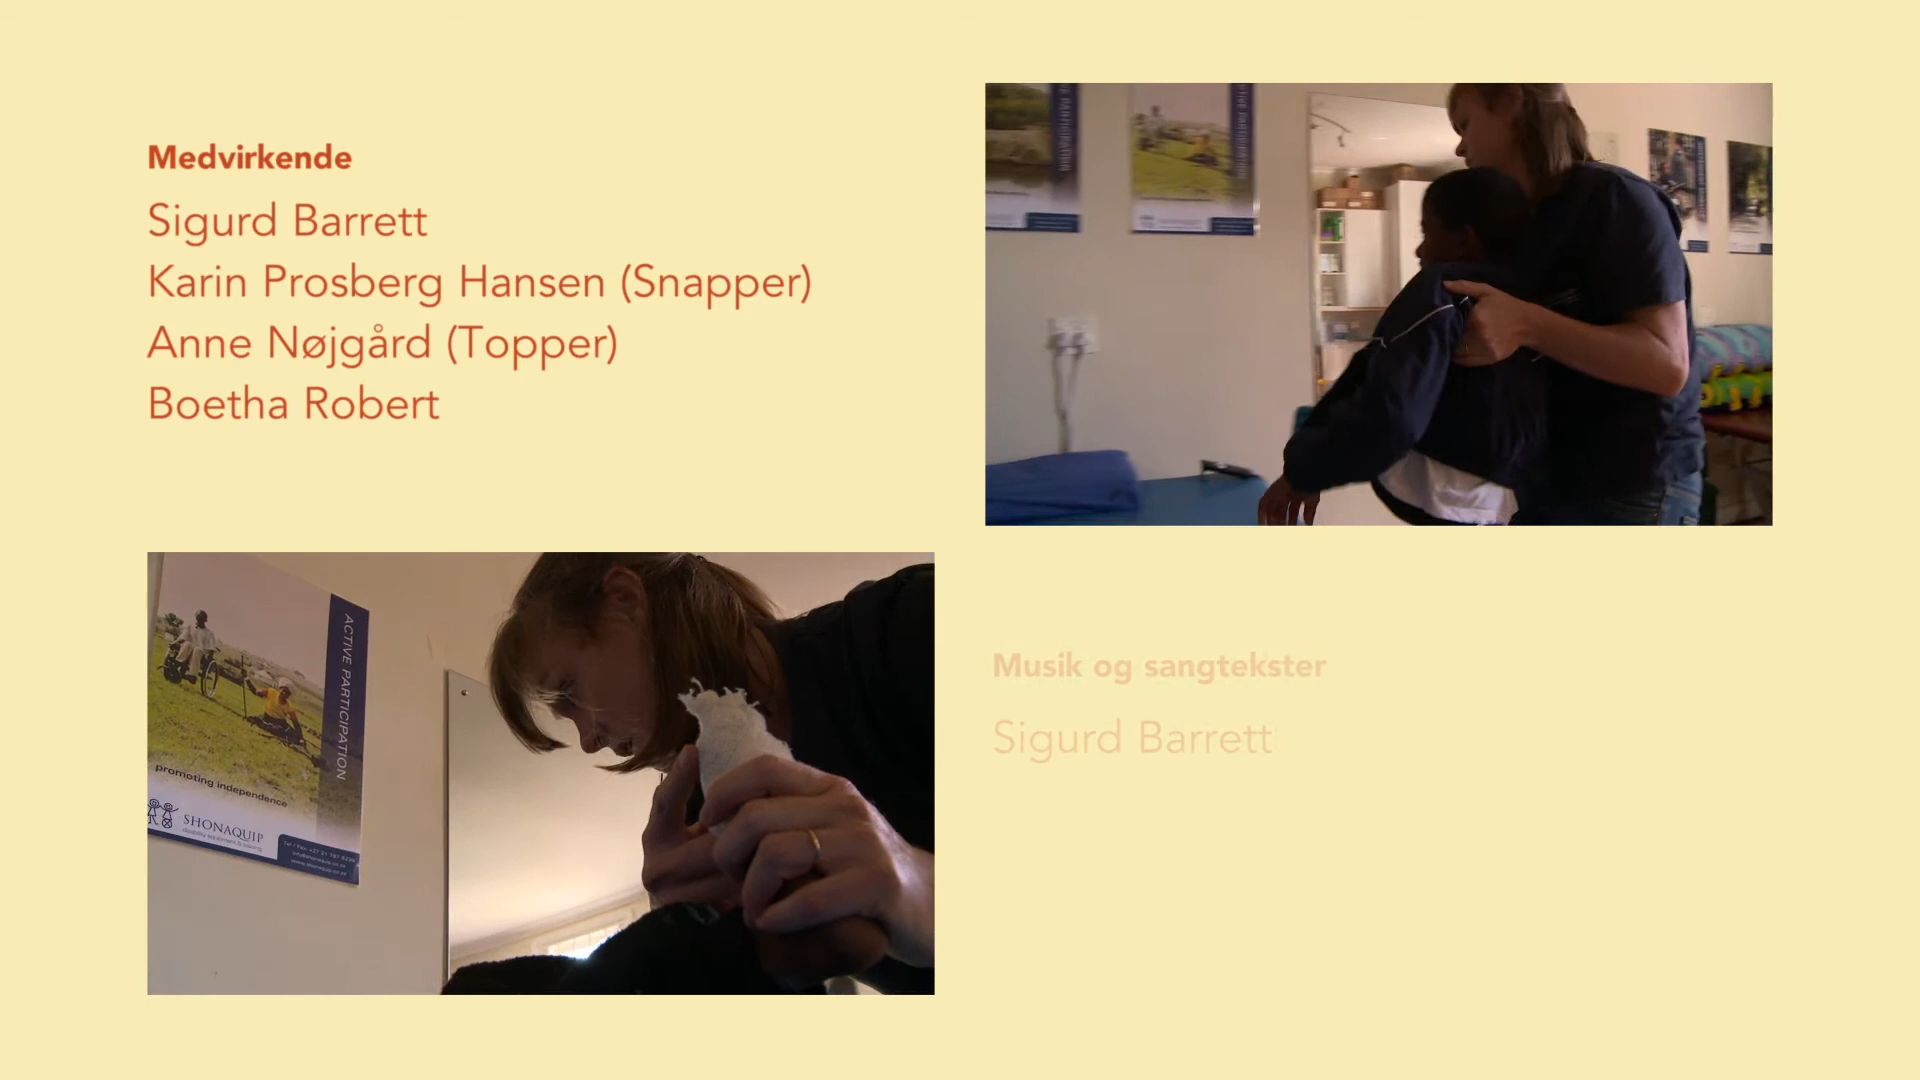 Medvirkende
Sigurd Barrett
Karin Prosberg Hansen (Snapper)
Anne Nøjgård (Topper)
Boetha Robert
ACTIVE PARTICIPATION
promoting independence
SHONAQUIP
Musik og sangtekster
Sigurd Barrett